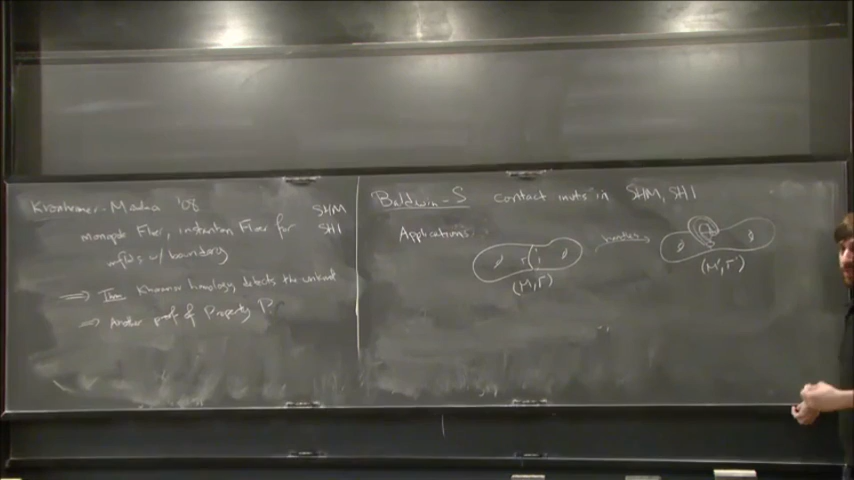 Kronheimer-Mrowka '08
monopole Floer, instanton Floer for
SHM
SHI
mflds w/ boundary
⟹ Thm Khovanov homology detects the unknot
⟹ Another proof of Property P
Baldwin-S contact invts in SHM, SHI
Applications:
(M, Γ)
(M', Γ')